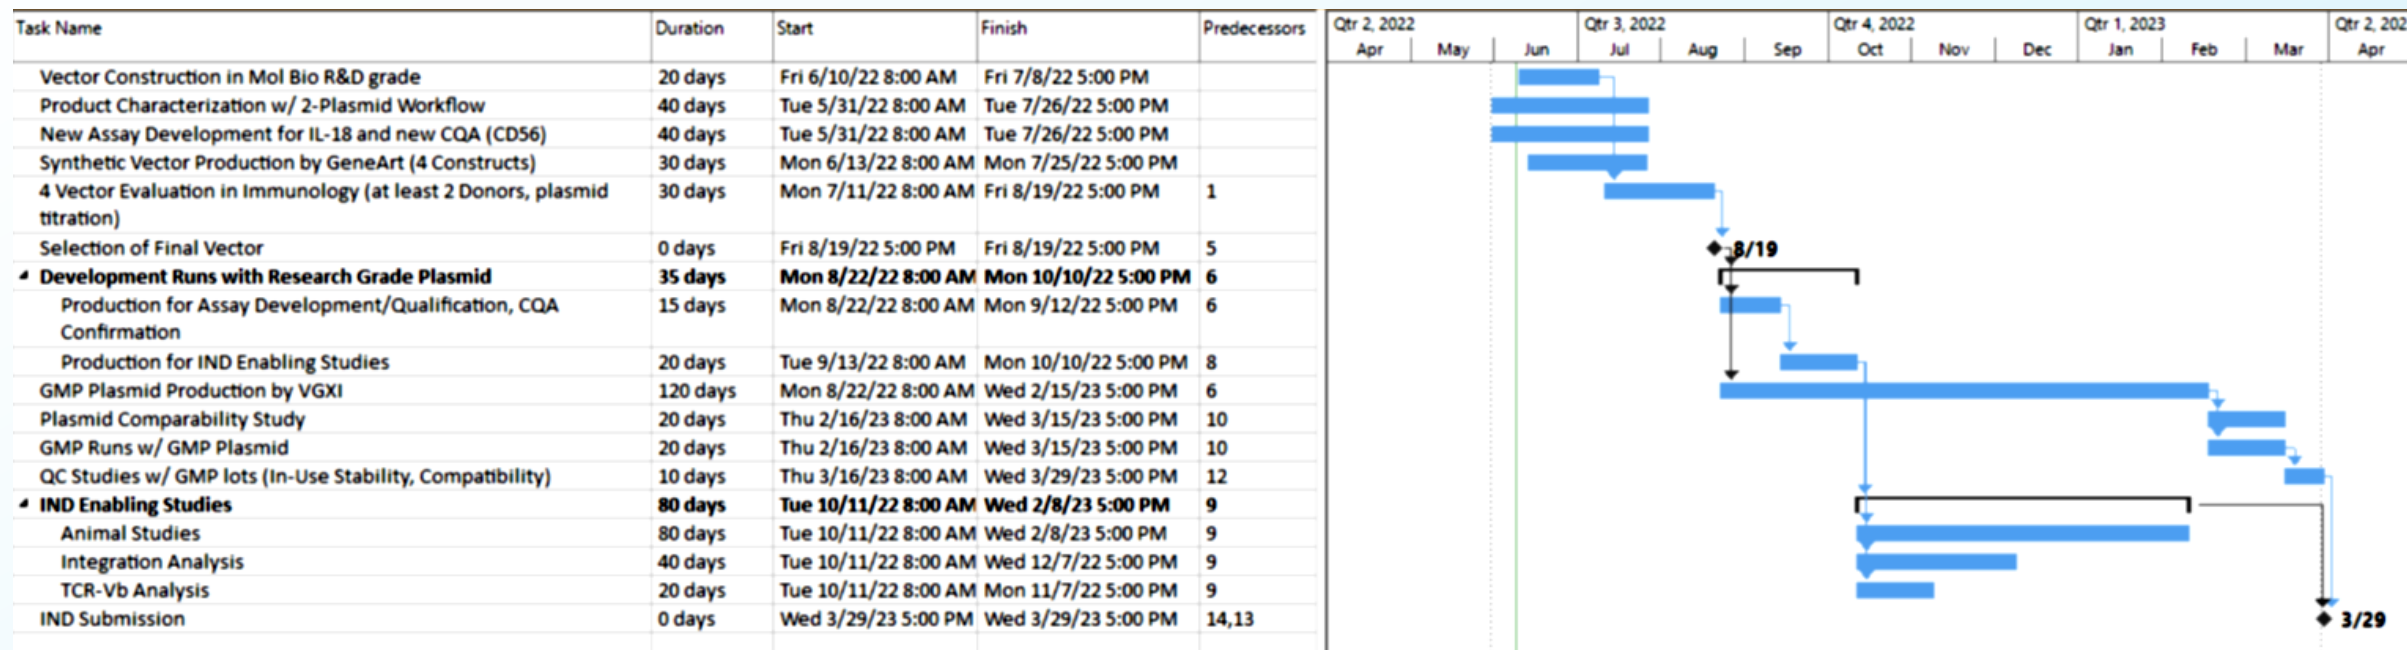 Task Name Duration Start Finish Predecessors
Qtr 2, 2022 Qtr 3, 2022 Qtr 4, 2022 Qtr 1, 2023 Qtr 2, 202
Apr May Jun Jul Aug Sep Oct Nov Dec Jan Feb Mar Apr
Vector Construction in Mol Bio R&D grade 20 days Fri 6/10/22 8:00 AM Fri 7/8/22 5:00 PM
Product Characterization w/ 2-Plasmid Workflow 40 days Tue 5/31/22 8:00 AM Tue 7/26/22 5:00 PM
New Assay Development for IL-18 and new CQA (CD56) 40 days Tue 5/31/22 8:00 AM Tue 7/26/22 5:00 PM
Synthetic Vector Production by GeneArt (4 Constructs) 30 days Mon 6/13/22 8:00 AM Mon 7/25/22 5:00 PM
4 Vector Evaluation in Immunology (at least 2 Donors, plasmid 30 days Mon 7/11/22 8:00 AM Fri 8/19/22 5:00 PM 1
titration)
Selection of Final Vector 0 days Fri 8/19/22 5:00 PM Fri 8/19/22 5:00 PM 5 8/19
Development Runs with Research Grade Plasmid 35 days Mon 8/22/22 8:00 AM Mon 10/10/22 5:00 PM 6
Production for Assay Development/Qualification, CQA 15 days Mon 8/22/22 8:00 AM Mon 9/12/22 5:00 PM 6
Confirmation
Production for IND Enabling Studies 20 days Tue 9/13/22 8:00 AM Mon 10/10/22 5:00 PM 8
GMP Plasmid Production by VGXI 120 days Mon 8/22/22 8:00 AM Wed 2/15/23 5:00 PM 6
Plasmid Comparability Study 20 days Thu 2/16/23 8:00 AM Wed 3/15/23 5:00 PM 10
GMP Runs w/ GMP Plasmid 20 days Thu 2/16/23 8:00 AM Wed 3/15/23 5:00 PM 10
QC Studies w/ GMP lots (In-Use Stability, Compatibility) 10 days Thu 3/16/23 8:00 AM Wed 3/29/23 5:00 PM 12
IND Enabling Studies 80 days Tue 10/11/22 8:00 AM Wed 2/8/23 5:00 PM 9
Animal Studies 80 days Tue 10/11/22 8:00 AM Wed 2/8/23 5:00 PM 9
Integration Analysis 40 days Tue 10/11/22 8:00 AM Wed 12/7/22 5:00 PM 9
TCR-Vb Analysis 20 days Tue 10/11/22 8:00 AM Mon 11/7/22 5:00 PM 9
IND Submission 0 days Wed 3/29/23 5:00 PM Wed 3/29/23 5:00 PM 14,13 3/29